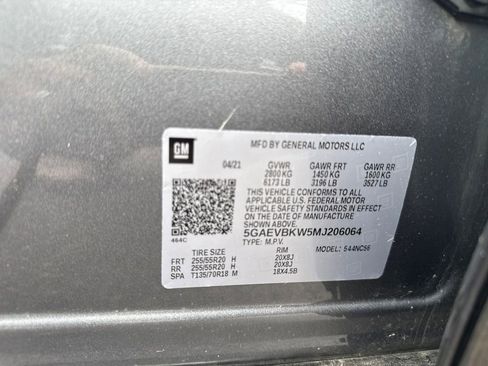 GM
MFD BY GENERAL MOTORS LLC
04/21 GVWR GAWR FRT GAWR RR
2800 KG 1450 KG 1600 KG
6173 LB 3196 LB 3527 LB
THIS VEHICLE CONFORMS TO ALL
APPLICABLE U.S. FEDERAL MOTOR
VEHICLE SAFETY STANDARDS IN EFFECT
ON THE DATE OF MANUFACTURE SHOWN ABOVE.
5GAEVBKW5MJ206064
464C
TYPE: M.P.V. MODEL: 544NC56
TIRE SIZE RIM
FRT 255/55R20 H 20X8J
RR 255/55R20 H 20X8J
SPA T135/70R18 M 18X4.5B